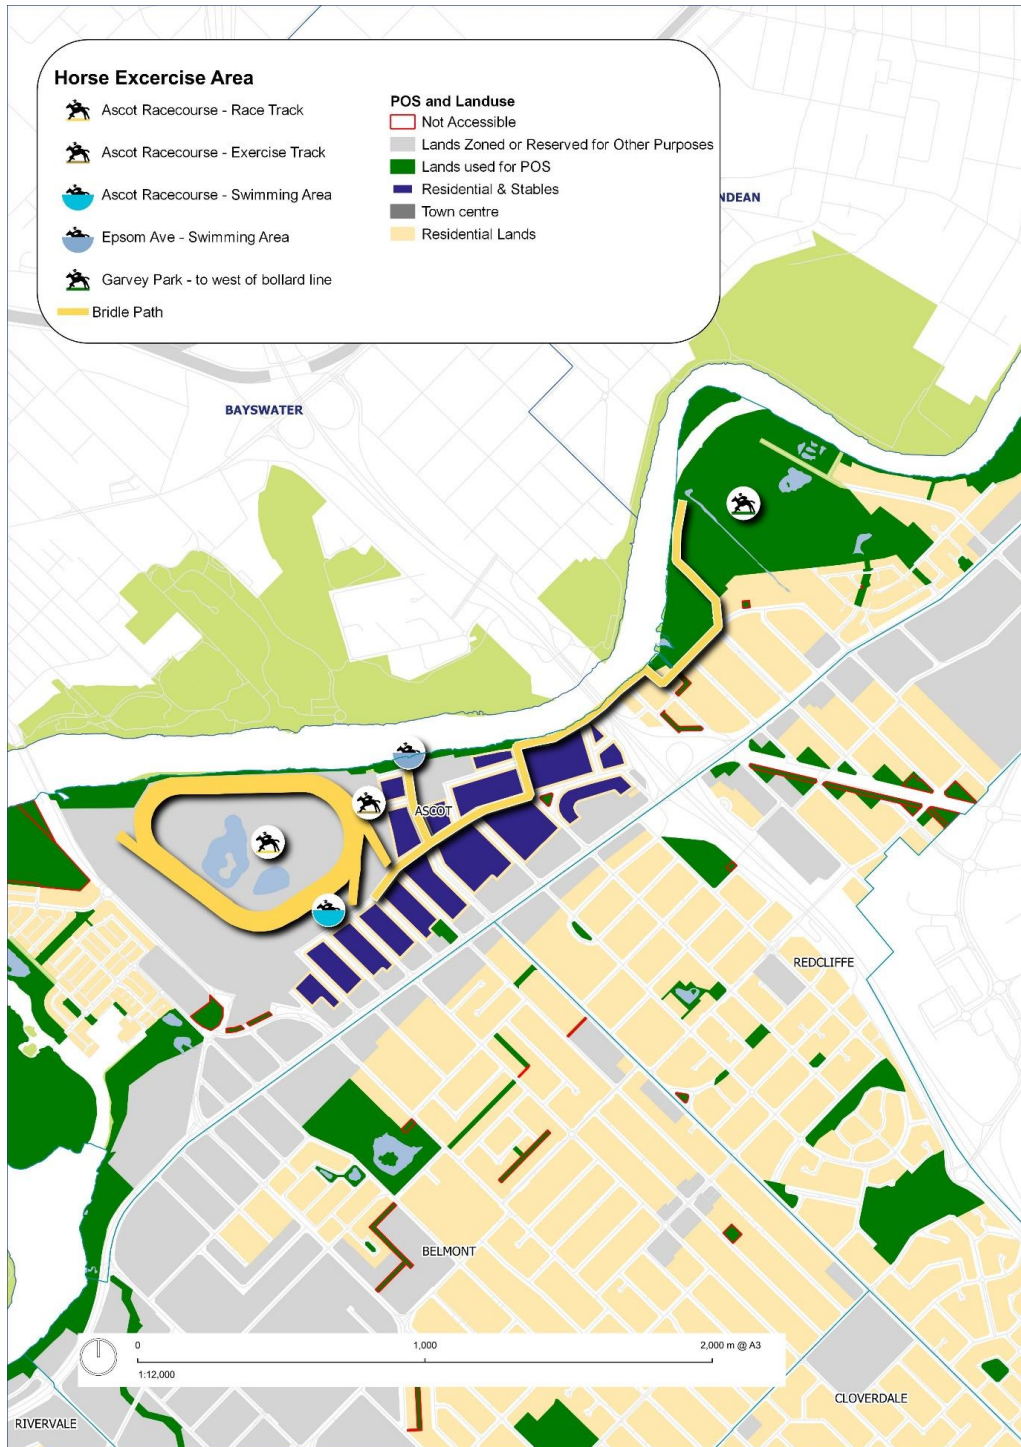 Horse Excercise Area
Ascot Racecourse - Race Track
Ascot Racecourse - Exercise Track
Ascot Racecourse - Swimming Area
Epsom Ave - Swimming Area
Garvey Park - to west of bollard line
Bridle Path
POS and Landuse
Not Accessible
Lands Zoned or Reserved for Other Purposes
Lands used for POS
Residential & Stables
Town centre
Residential Lands
NDEAN
BAYSWATER
ASCOT
REDCLIFFE
BELMONT
0 1,000 2,000 m @ A3
1:12,000
CLOVERDALE
RIVERVALE